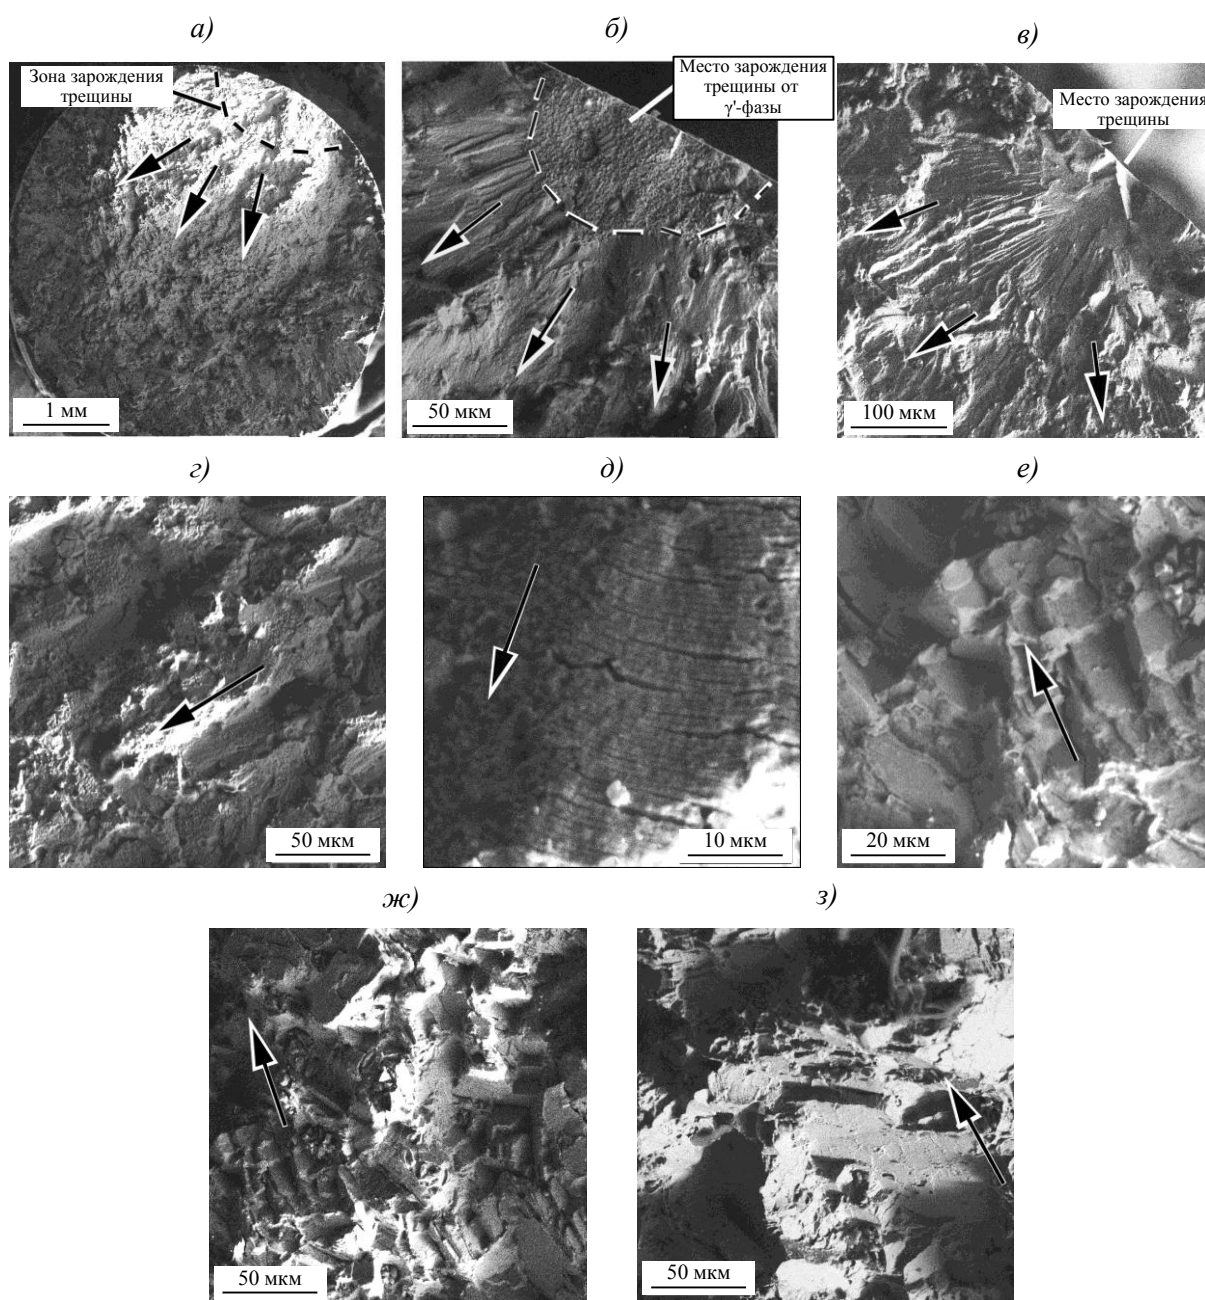 а)
б)
в)
Зона зарождения
трещины
Место зарождения
трещины от
γ'-фазы
Место зарождения
трещины
1 мм
50 мкм
100 мкм
г)
д)
е)
50 мкм
10 мкм
20 мкм
ж)
з)
50 мкм
50 мкм